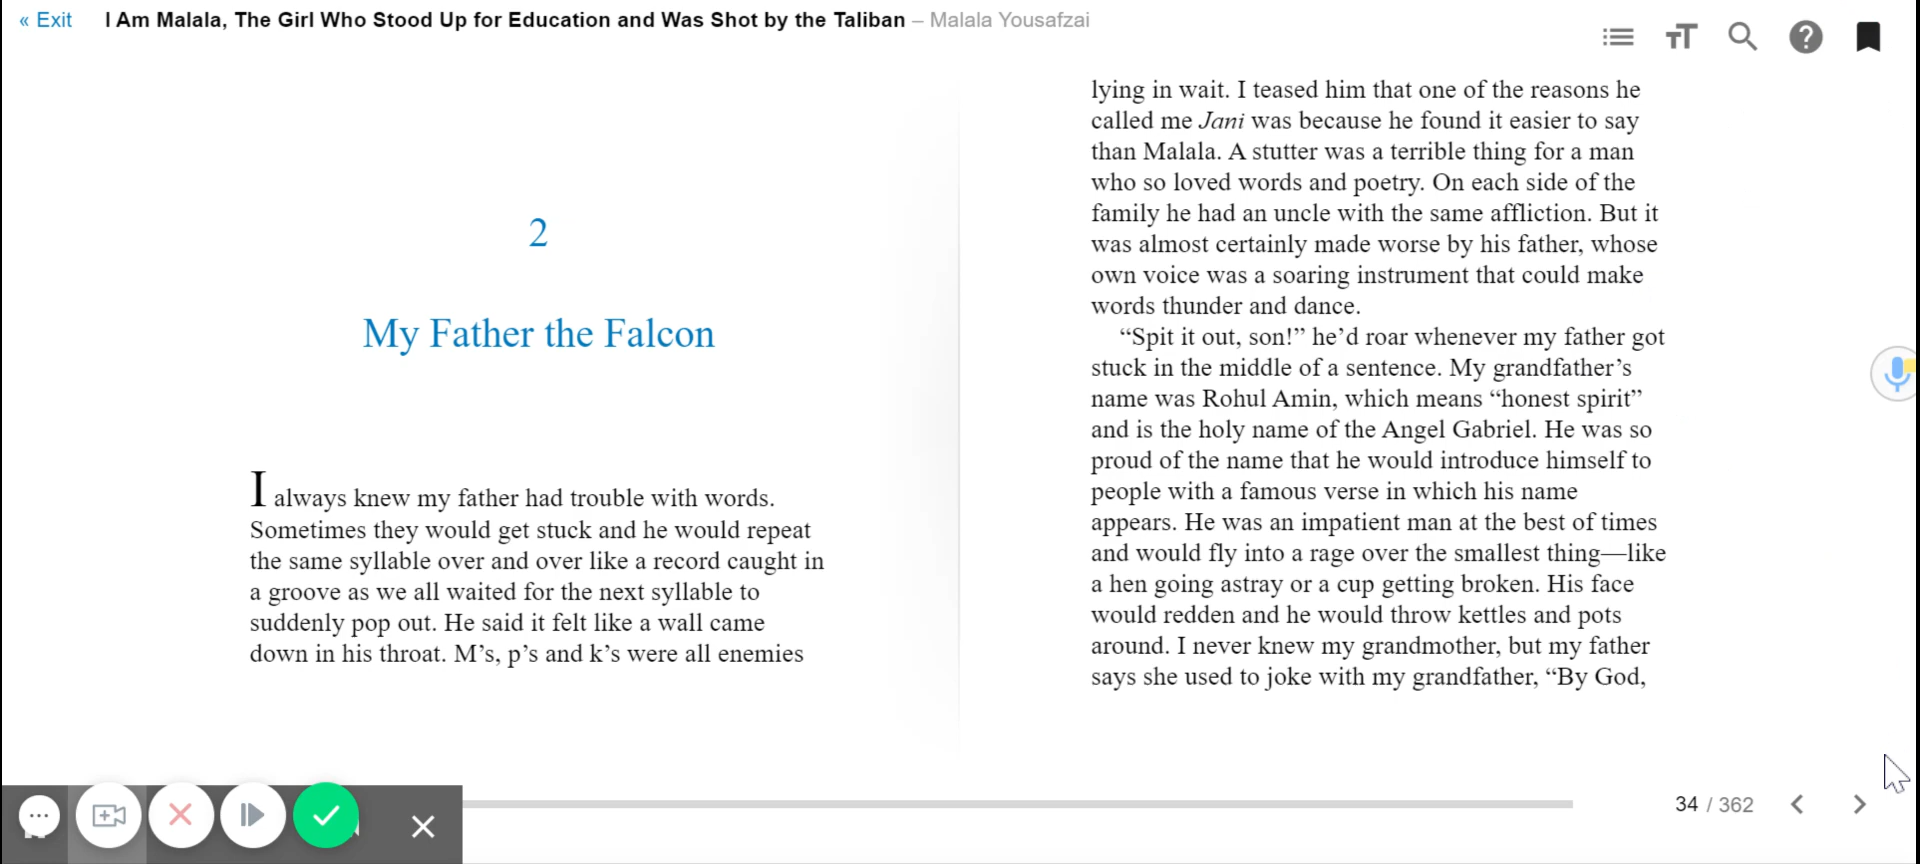 « Exit I Am Malala, The Girl Who Stood Up for Education and Was Shot by the Taliban – Malala Yousafzai
2
My Father the Falcon
I always knew my father had trouble with words.
Sometimes they would get stuck and he would repeat
the same syllable over and over like a record caught in
a groove as we all waited for the next syllable to
suddenly pop out. He said it felt like a wall came
down in his throat. M’s, p’s and k’s were all enemies
lying in wait. I teased him that one of the reasons he
called me Jani was because he found it easier to say
than Malala. A stutter was a terrible thing for a man
who so loved words and poetry. On each side of the
family he had an uncle with the same affliction. But it
was almost certainly made worse by his father, whose
own voice was a soaring instrument that could make
words thunder and dance.
“Spit it out, son!” he’d roar whenever my father got
stuck in the middle of a sentence. My grandfather’s
name was Rohul Amin, which means “honest spirit”
and is the holy name of the Angel Gabriel. He was so
proud of the name that he would introduce himself to
people with a famous verse in which his name
appears. He was an impatient man at the best of times
and would fly into a rage over the smallest thing—like
a hen going astray or a cup getting broken. His face
would redden and he would throw kettles and pots
around. I never knew my grandmother, but my father
says she used to joke with my grandfather, “By God,
34 / 362